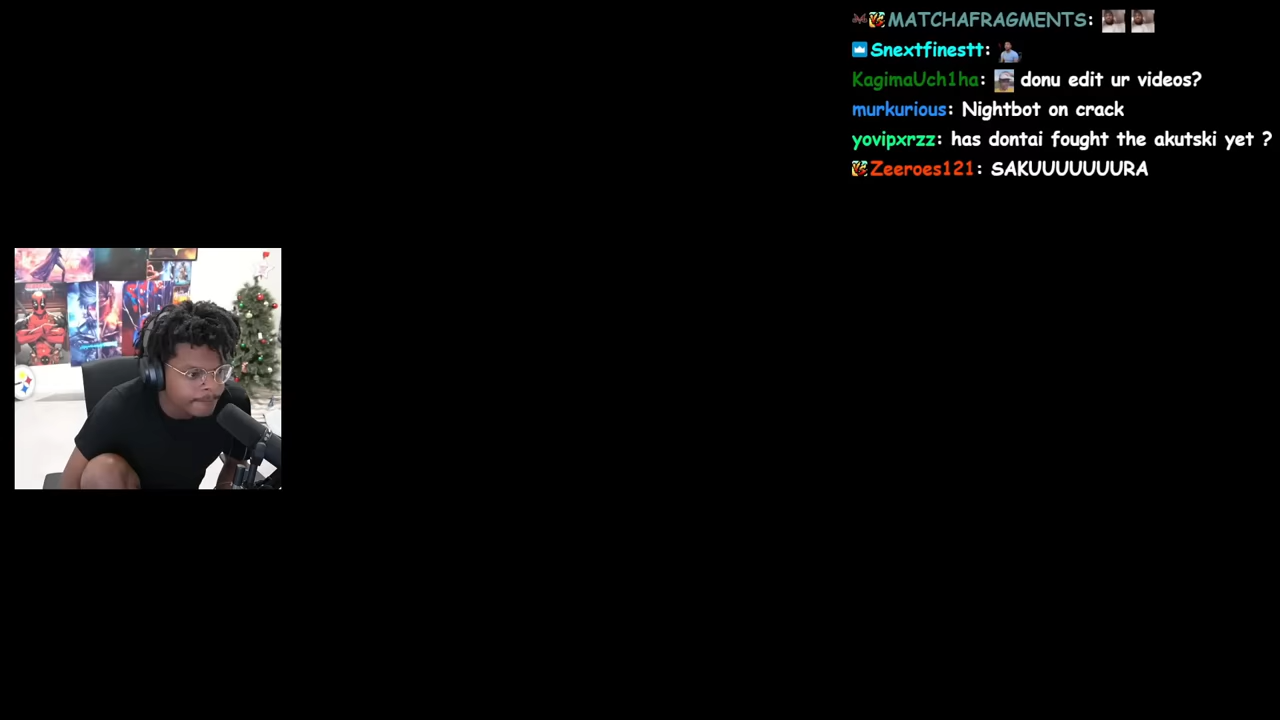 MATCHAFRAGMENTS:
Snextfinestt:
KagimaUch1ha: donu edit ur videos?
murkurious: Nightbot on crack
yovipxrzz: has dontai fought the akutski yet ?
Zeeroes121: SAKUUUUUUURA